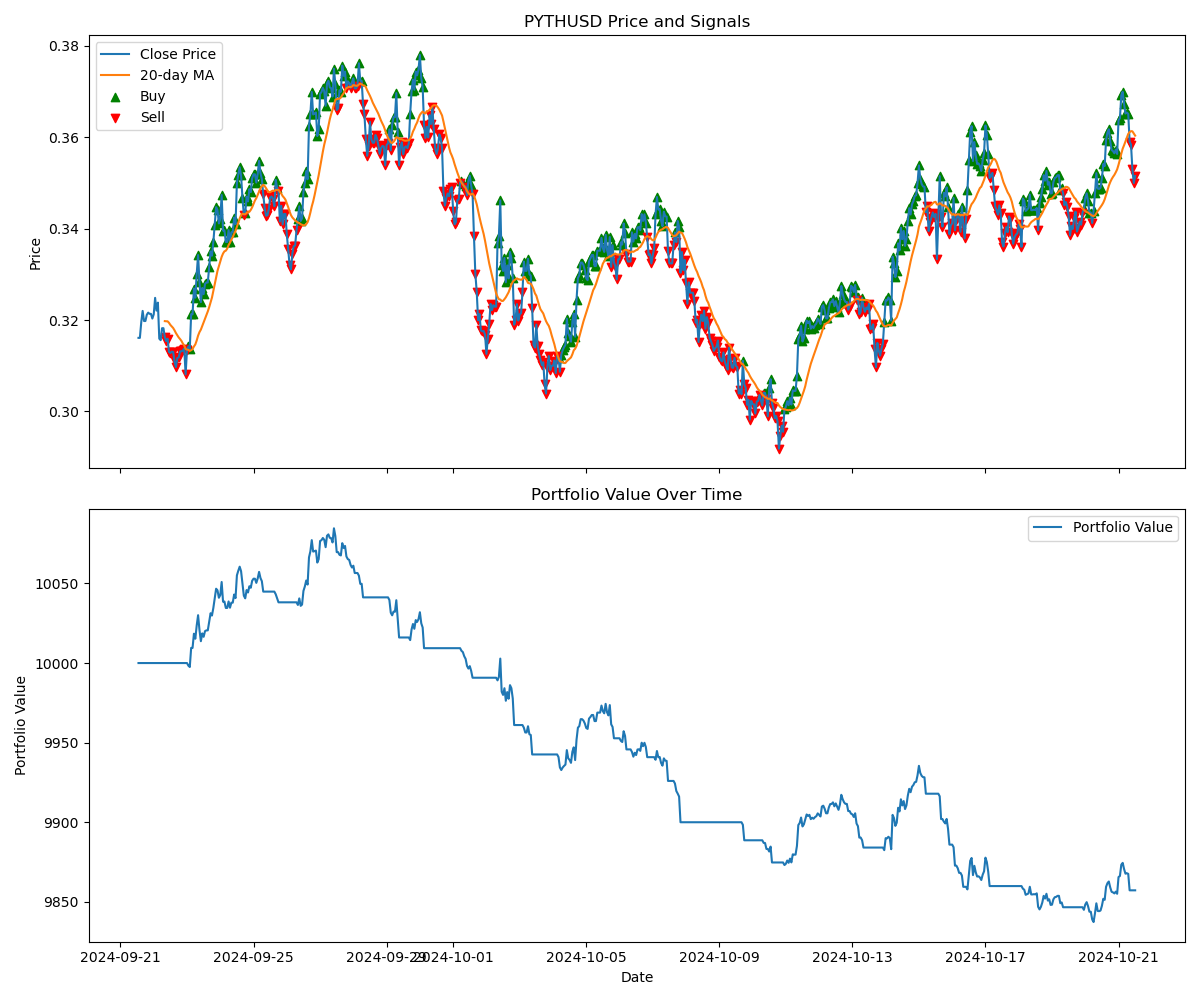 PYTHUSD Price and Signals
Close Price
20-day MA
Buy
Sell
0.38
0.36
0.34
0.32
0.30
Price
Portfolio Value Over Time
Portfolio Value
10050
10000
9950
9900
9850
Portfolio Value
2024-09-21 2024-09-25 2024-09-29 2024-10-01 2024-10-05 2024-10-09 2024-10-13 2024-10-17 2024-10-21
Date